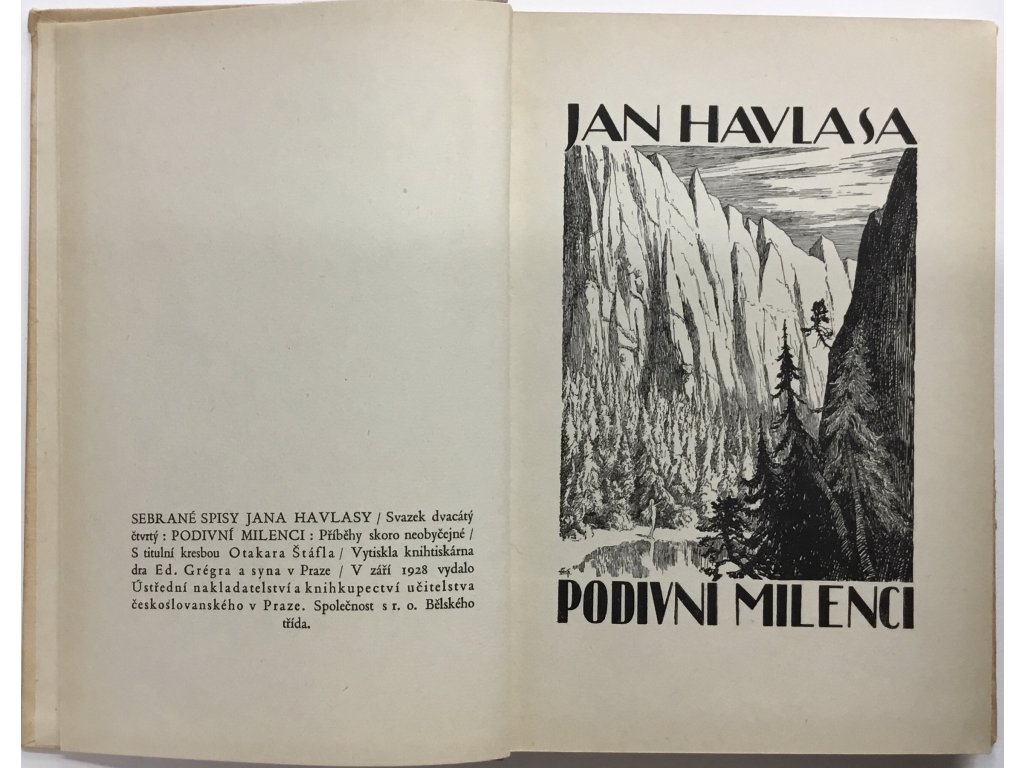 SEBRANÉ SPISY JANA HAVLASY / Svazek dvacátý
čtvrtý : PODIVNÍ MILENCI : Příběhy skoro neobyčejné /
S titulní kresbou Otakara Štáfla / Vytiskla knihtiskárna
dra Ed. Grégra a syna v Praze / V září 1928 vydalo
Ústřední nakladatelství a knihkupectví učitelstva
československého v Praze. Společnost s r. o. Bělského
třída.
JAN HAVLASA
PODIVNÍ MILENCI